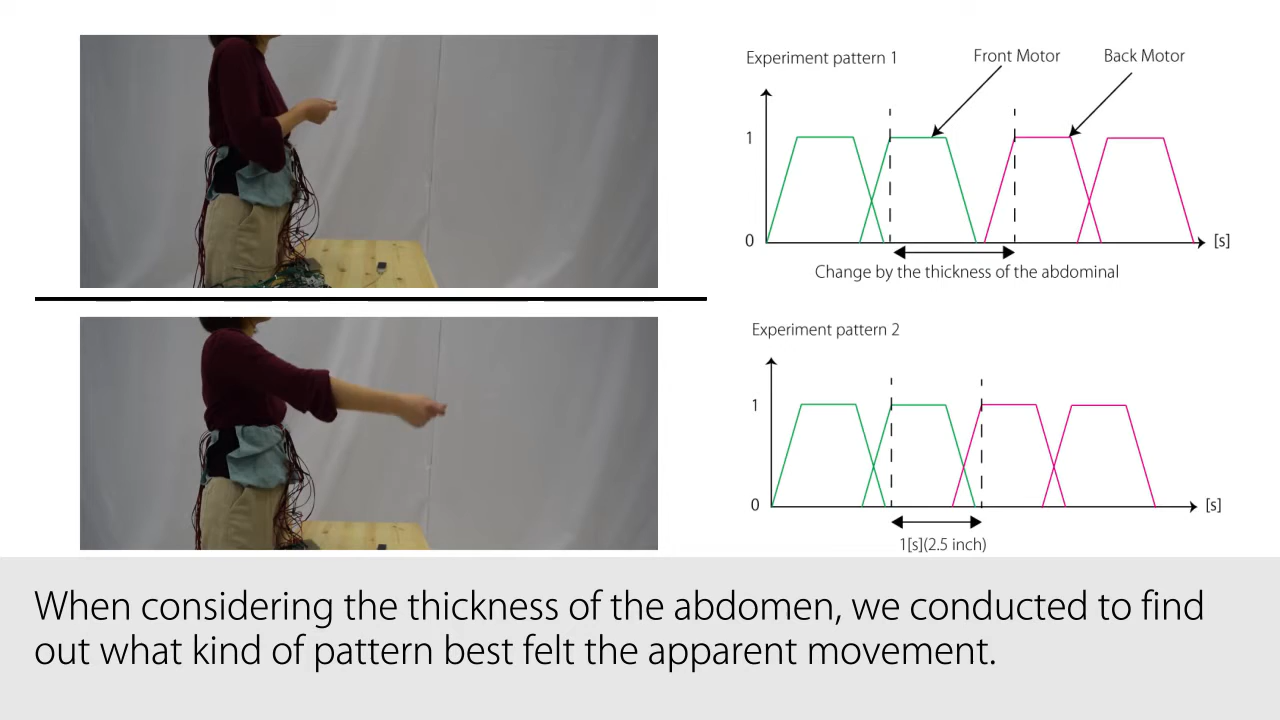 Experiment pattern 1
Front Motor
Back Motor
1
0
[s]
Change by the thickness of the abdominal
Experiment pattern 2
1
0
[s]
1[s](2.5 inch)
When considering the thickness of the abdomen, we conducted to find
out what kind of pattern best felt the apparent movement.